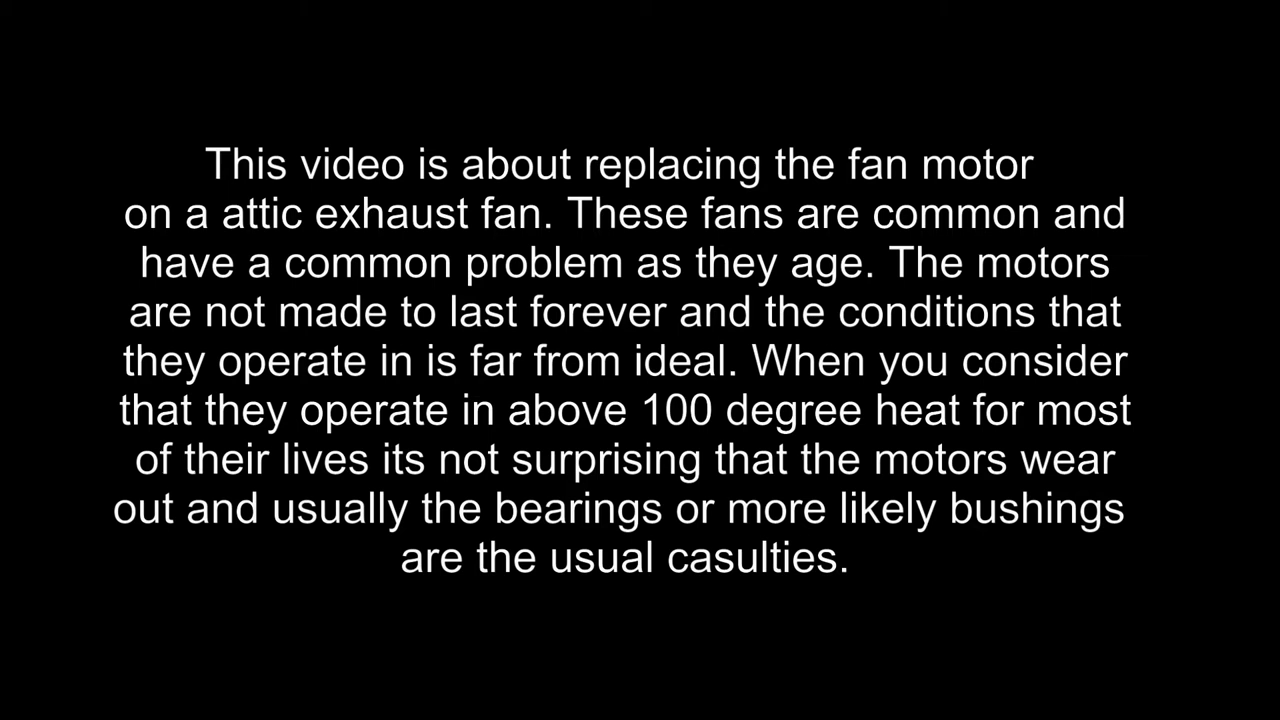 This video is about replacing the fan motor
on a attic exhaust fan. These fans are common and
have a common problem as they age. The motors
are not made to last forever and the conditions that
they operate in is far from ideal. When you consider
that they operate in above 100 degree heat for most
of their lives its not surprising that the motors wear
out and usually the bearings or more likely bushings
are the usual casulties.